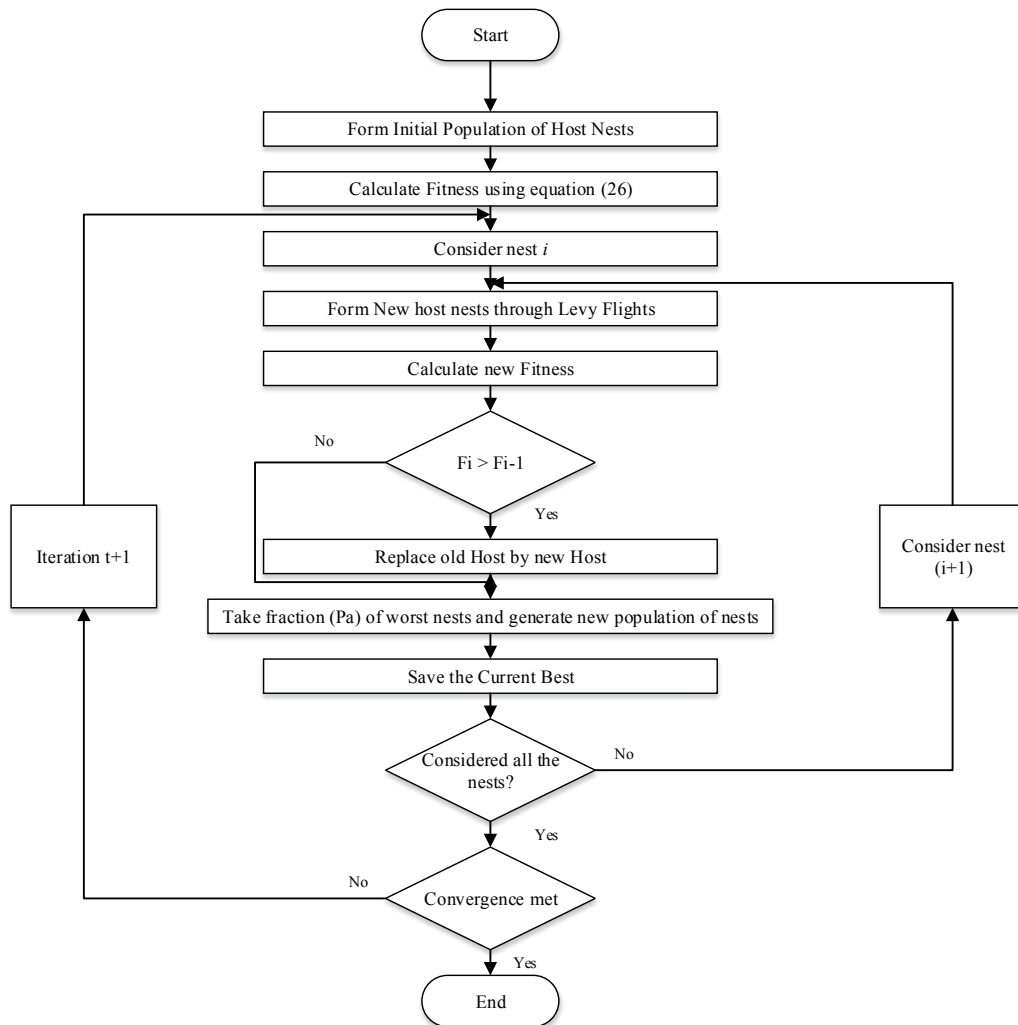 Start
Form Initial Population of Host Nests
Calculate Fitness using equation (26)
Consider nest i
Form New host nests through Levy Flights
Calculate new Fitness
No
Fi > Fi-1
Yes
Iteration t+1
Replace old Host by new Host
Consider nest
(i+1)
Take fraction (Pa) of worst nests and generate new population of nests
Save the Current Best
Considered all the
nests?
No
Yes
No
Convergence met
Yes
End